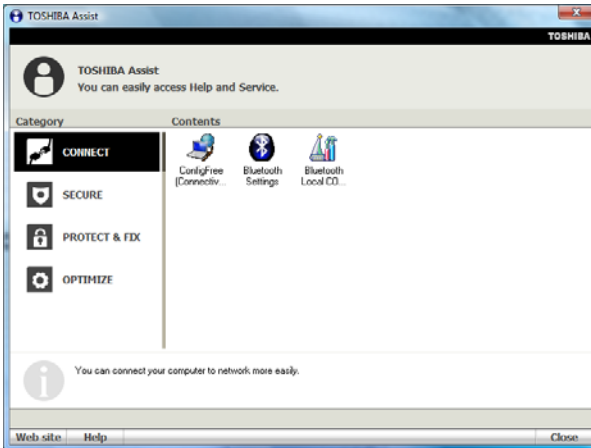 TOSHIBA Assist
TOSHIBA
TOSHIBA Assist
You can easily access Help and Service.
Category
Contents
CONNECT
SECURE
PROTECT & FIX
OPTIMIZE
ConfigFree
(Connectiv...
Bluetooth
Settings
Bluetooth
Local CO...
You can connect your computer to network more easily.
Web site
Help
Close